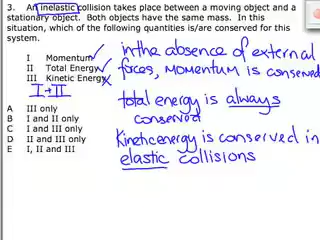 3. An inelastic collision takes place between a moving object and a
stationary object. Both objects have the same mass. In this
situation, which of the following quantities is/are conserved for this
system.
I Momentum
II Total Energy
III Kinetic Energy
I + II
A III only
B I and II only
C I and III only
D II and III only
E I, II and III
in the absence of external
forces, MOMENTUM is conserved
total energy is always
conserved
Kinetic energy is conserved in
elastic collisions